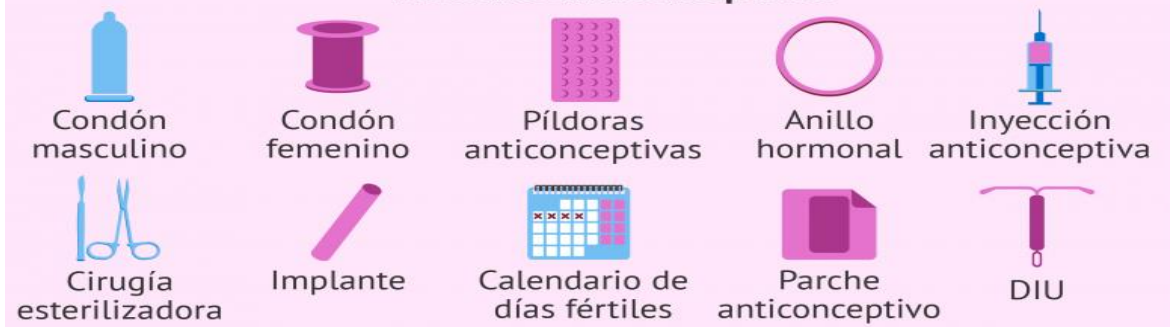 Condón
masculino
Condón
femenino
Píldoras
anticonceptivas
Anillo
hormonal
Inyección
anticonceptiva
Cirugía
esterilizadora
Implante
Calendario de
días fértiles
Parche
anticonceptivo
DIU